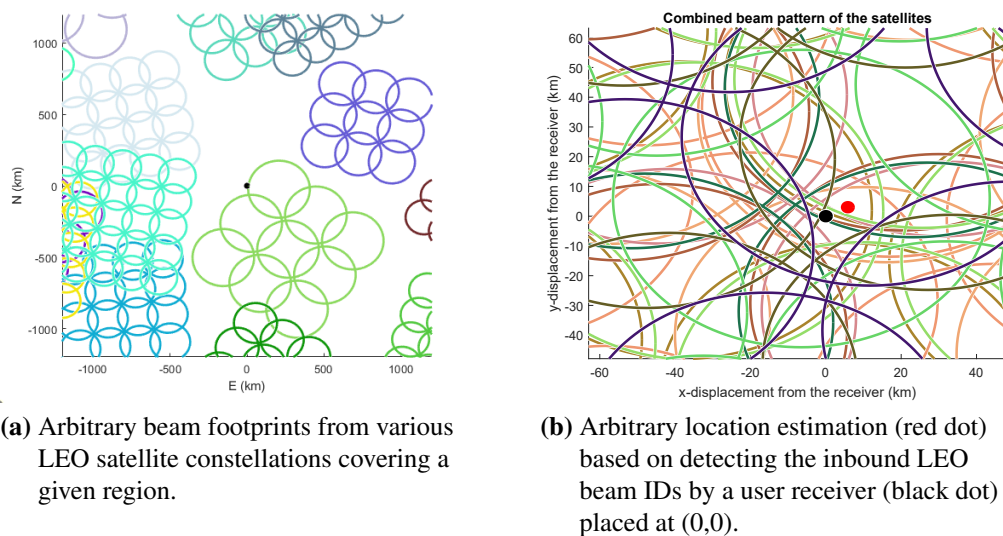 1000
500
0
-500
-1000
N (km)
-1000
-500
0
500
1000
E (km)
Combined beam pattern of the satellites
60
50
40
30
20
10
0
-10
-20
-30
-40
y-displacement from the receiver (km)
-60
-40
-20
0
20
40
x-displacement from the receiver (km)
(a) Arbitrary beam footprints from various
LEO satellite constellations covering a
given region.
(b) Arbitrary location estimation (red dot)
based on detecting the inbound LEO
beam IDs by a user receiver (black dot)
placed at (0,0).